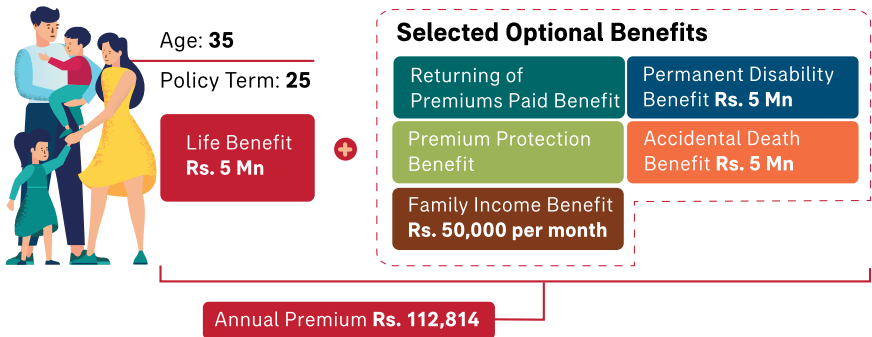 Age: 35
Policy Term: 25
Life Benefit
Rs. 5 Mn
Selected Optional Benefits
Returning of
Premiums Paid Benefit
Permanent Disability
Benefit Rs. 5 Mn
Premium Protection
Benefit
Accidental Death
Benefit Rs. 5 Mn
Family Income Benefit
Rs. 50,000 per month
Annual Premium Rs. 112,814